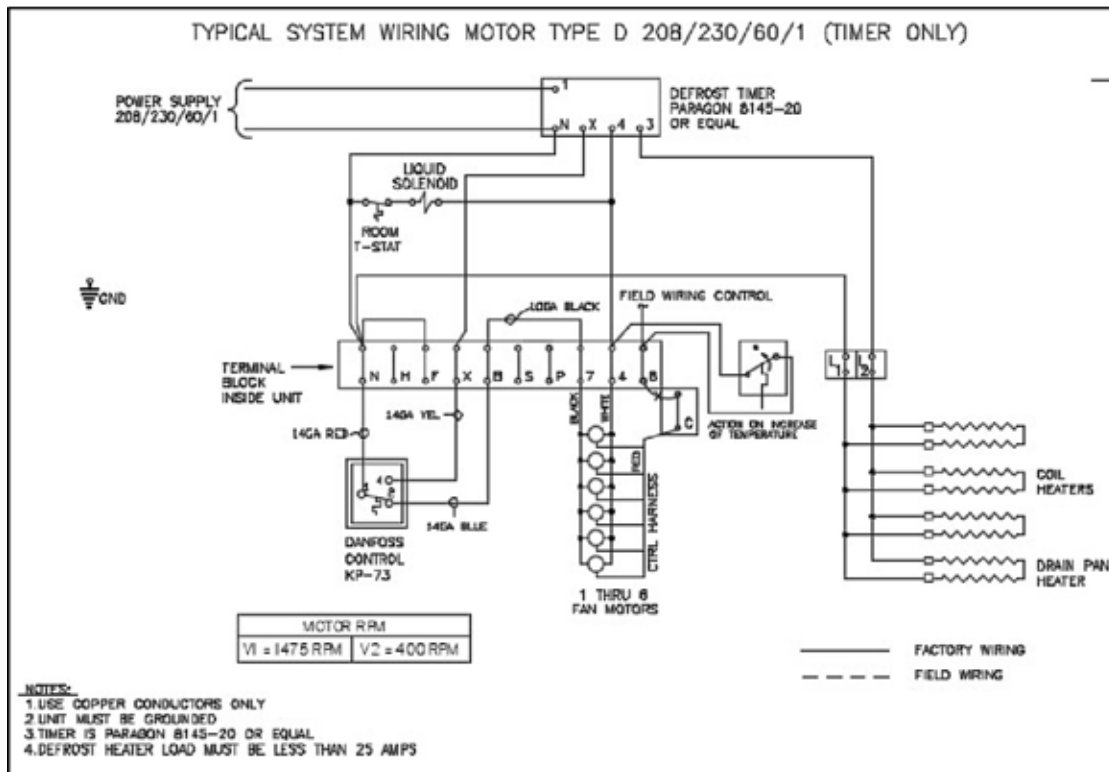 TYPICAL SYSTEM WIRING MOTOR TYPE D 208/230/60/1 (TIMER ONLY)
POWER SUPPLY
208/230/60/1
1
N X 4 3
DEFROST TIMER
PARAGON 8145-20
OR EQUAL
LIQUID
SOLENOID
ROOM
T-STAT
GND
10GA BLACK
FIELD WIRING CONTROL
TERMINAL
BLOCK
INSIDE UNIT
N H F X B S P 7 4 8
L1 L2
14GA YEL
14GA RED
BLACK
WHITE
RED
C
ACTION ON INCREASE
OF TEMPERATURE
4
14GA BLUE
CTRL HARNESS
COIL
HEATERS
DANFOSS
CONTROL
KP-73
DRAIN PAN
HEATER
1 THRU 6
FAN MOTORS
MOTOR RPM
V1 = 1475 RPM V2 = 400 RPM
FACTORY WIRING
FIELD WIRING
NOTES:
1.USE COPPER CONDUCTORS ONLY
2.UNIT MUST BE GROUNDED
3.TIMER IS PARAGON 8145-20 OR EQUAL
4.DEFROST HEATER LOAD MUST BE LESS THAN 25 AMPS